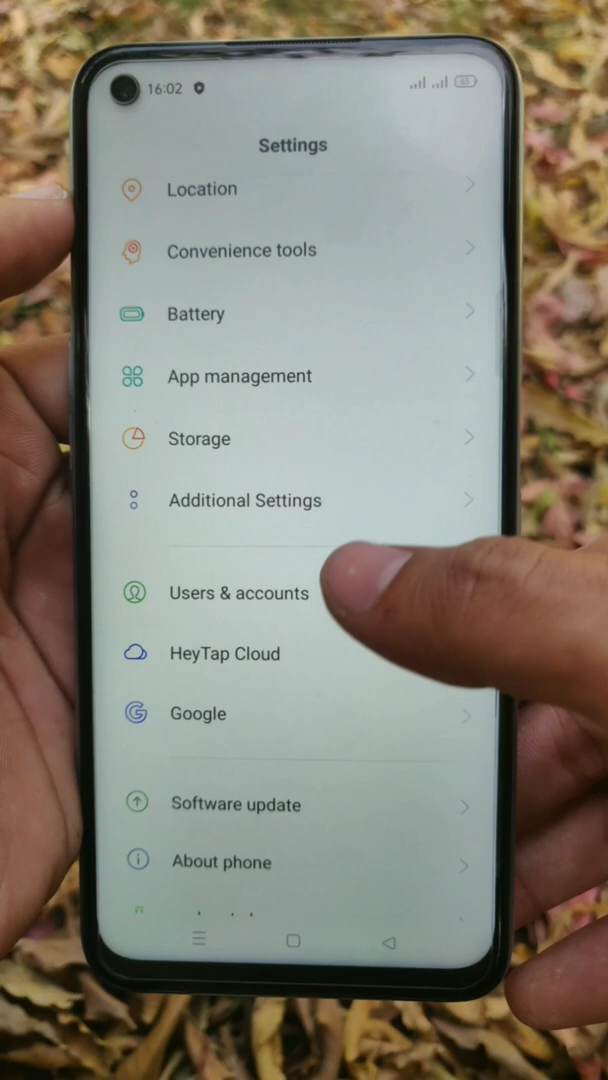 16:02
Settings
Location
Convenience tools
Battery
App management
Storage
Additional Settings
Users & accounts
HeyTap Cloud
Google
Software update
About phone